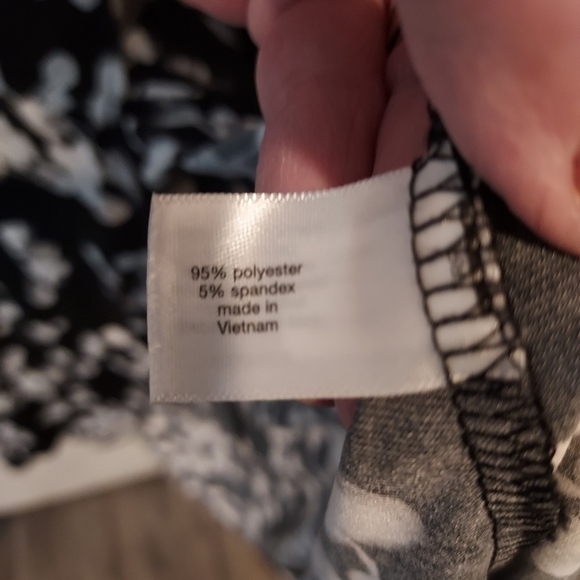 95% polyester
5% spandex
made in
Vietnam